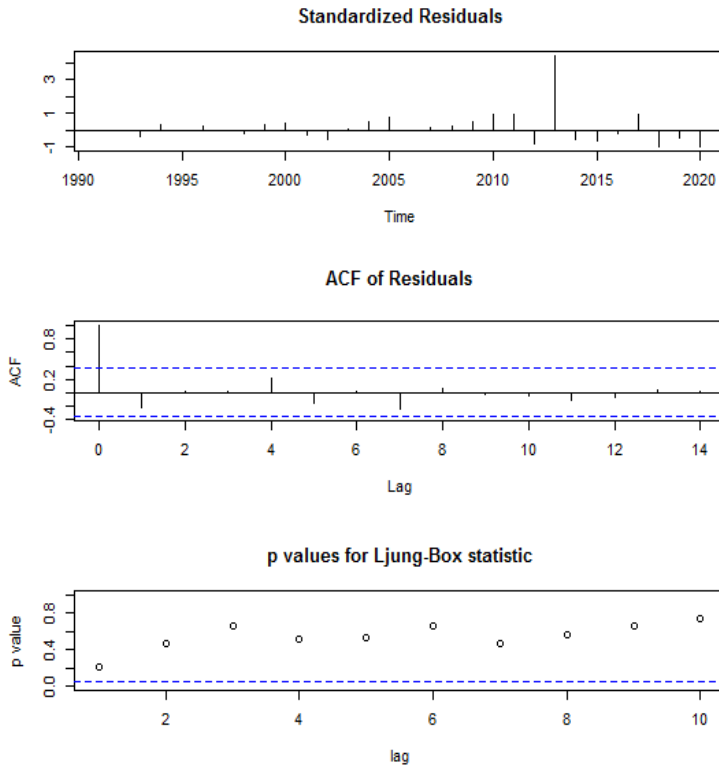 Standardized Residuals
3
1
-1
1990 1995 2000 2005 2010 2015 2020
Time
ACF of Residuals
ACF
0.8
0.2
-0.4
0 2 4 6 8 10 12 14
Lag
p values for Ljung-Box statistic
p value
0.8
0.4
0.0
2 4 6 8 10
lag